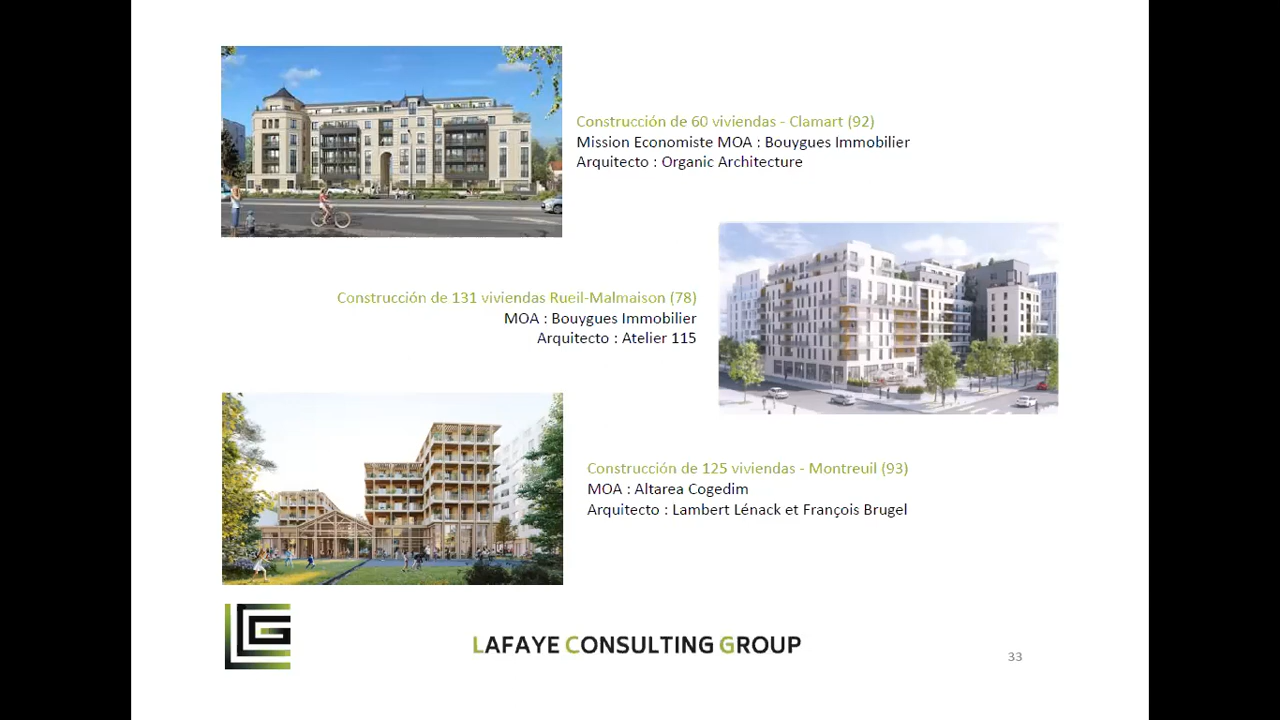 Construcción de 60 viviendas - Clamart (92)
Mission Economiste MOA : Bouygues Immobilier
Arquitecto : Organic Architecture
Construcción de 131 viviendas Rueil-Malmaison (78)
MOA : Bouygues Immobilier
Arquitecto : Atelier 115
Construcción de 125 viviendas - Montreuil (93)
MOA : Altarea Cogedim
Arquitecto : Lambert Lénack et François Brugel
LCG
LAFAYE CONSULTING GROUP
33